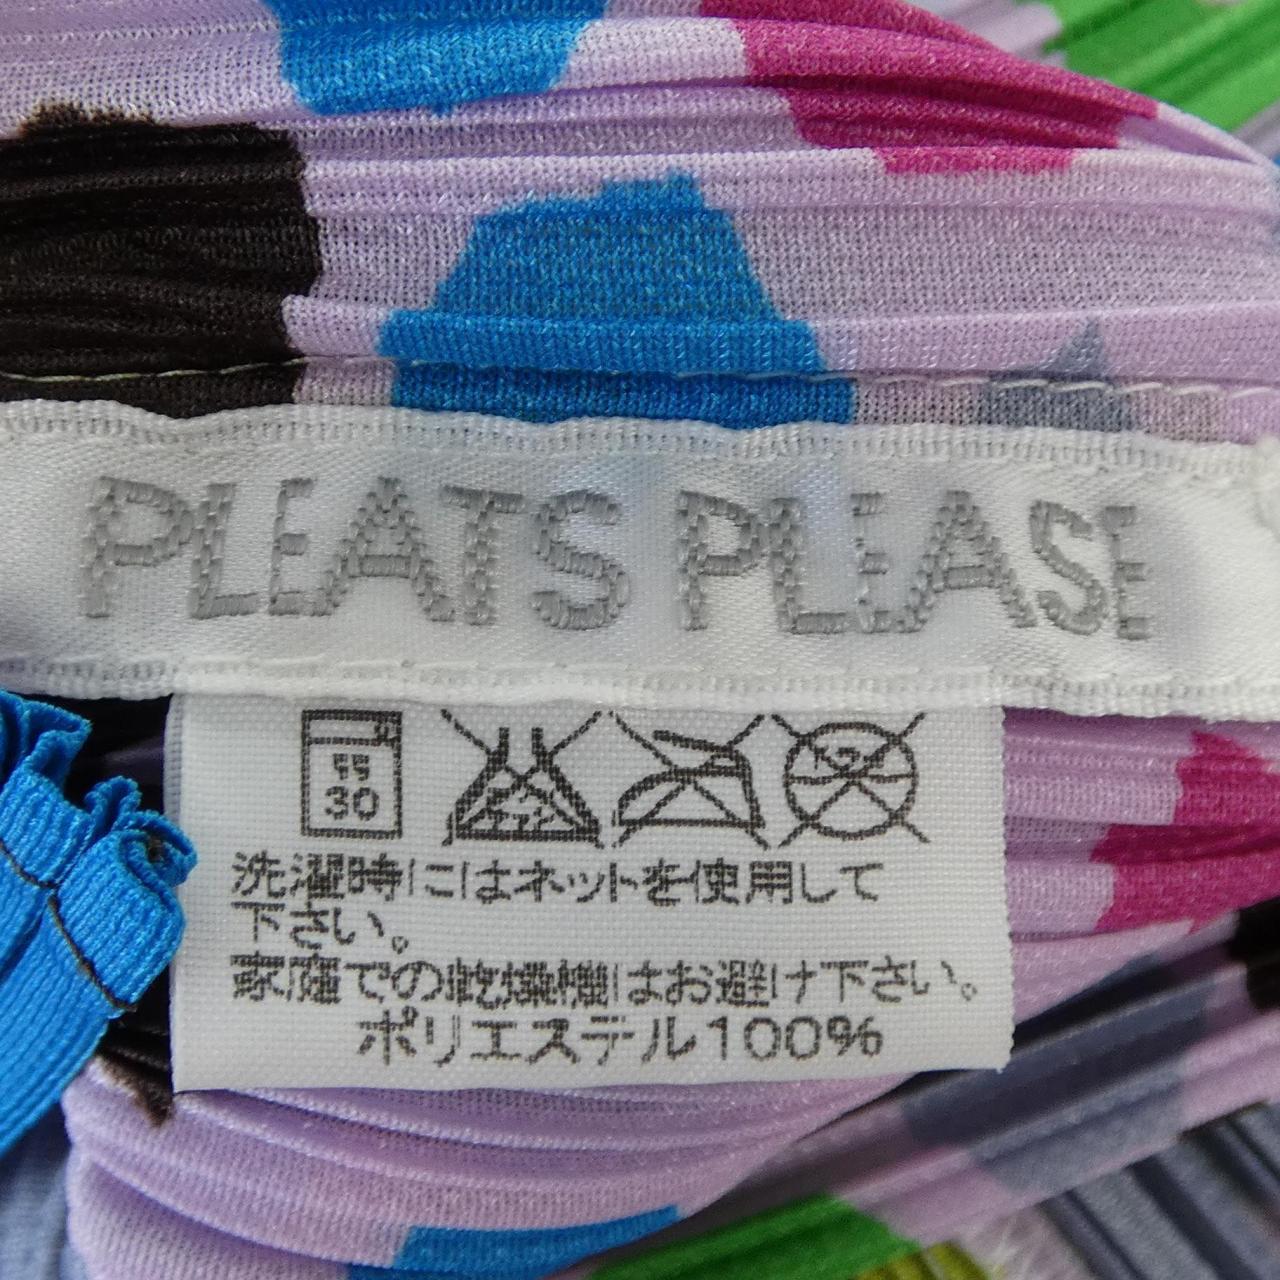 PLEATS PLEASE
弱 30
洗濯時にはネットを使用して
下さい。
家庭での乾燥機はお避け下さい。
ポリエステル100%